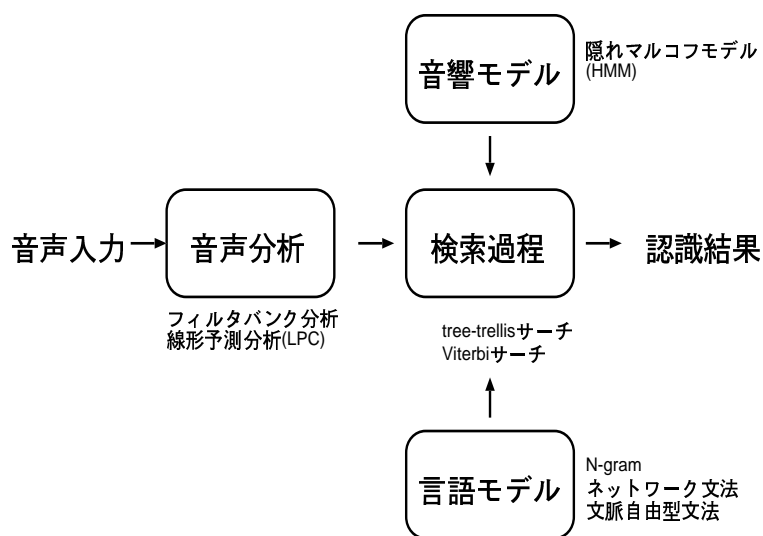 音響モデル
隠れマルコフモデル
(HMM)
音声入力
音声分析
検索過程
認識結果
フィルタバンク分析
線形予測分析(LPC)
tree-trellisサーチ
Viterbiサーチ
言語モデル
N-gram
ネットワーク文法
文脈自由型文法